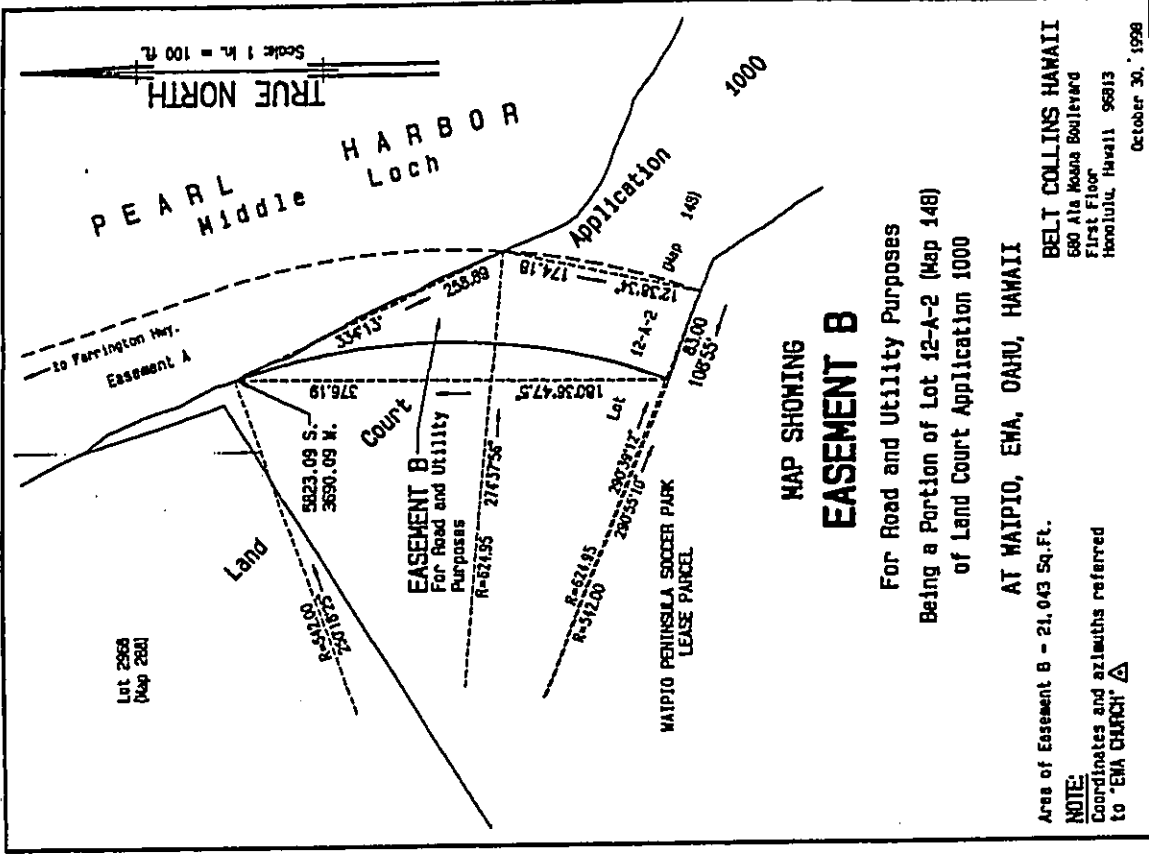 TRUE NORTH
Scale: 1 in. = 100 ft.
PEARL HARBOR
Middle Loch
to Farrington Hwy.
Easement A
334°13'
258.89
5823.09 S.
3690.09 W.
376.19
180°36'47.5"
Land Court Application 1000
Lot 2968
(Map 288)
R=542.00
250°18'25"
EASEMENT B
For Road and Utility
Purposes
R=624.95 274°37'56"
174.18
12°38'34"
Lot 12-A-2 (Map 148)
83.00
108°55'
R=624.95 290°39'12"
R=542.00 290°55'10"
WAIPIO PENINSULA SOCCER PARK
LEASE PARCEL
MAP SHOWING
EASEMENT B
For Road and Utility Purposes
Being a Portion of Lot 12-A-2 (Map 148)
of Land Court Application 1000
AT WAIPIO, EWA, OAHU, HAWAII
Area of Easement B - 21,043 Sq.Ft.
NOTE:
Coordinates and azimuths referred
to "EWA CHURCH"
BELT COLLINS HAWAII
680 Ala Moana Boulevard
First Floor
Honolulu, Hawaii 96813
October 30, 1998